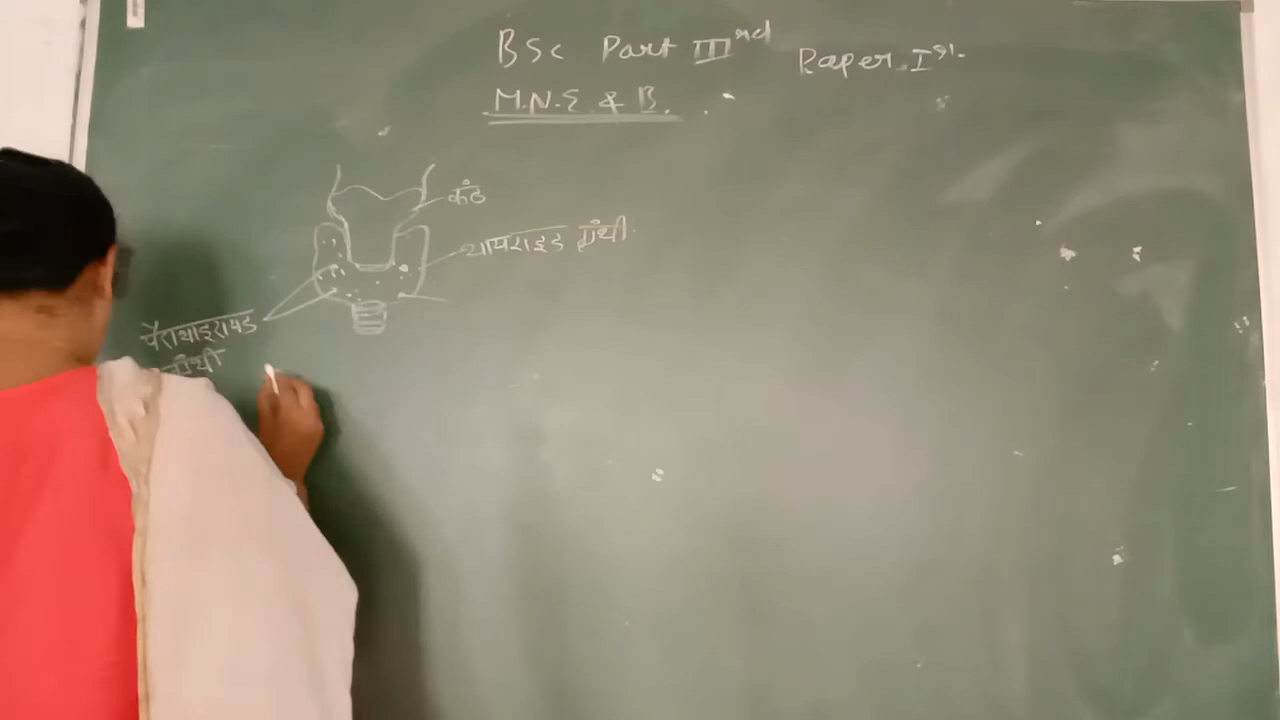 BSc Part IIIrd Paper. Ist.
M.N.E & B.
कंठ
थायराइड ग्रंथी.
पैराथाइरायड
ग्रंथी